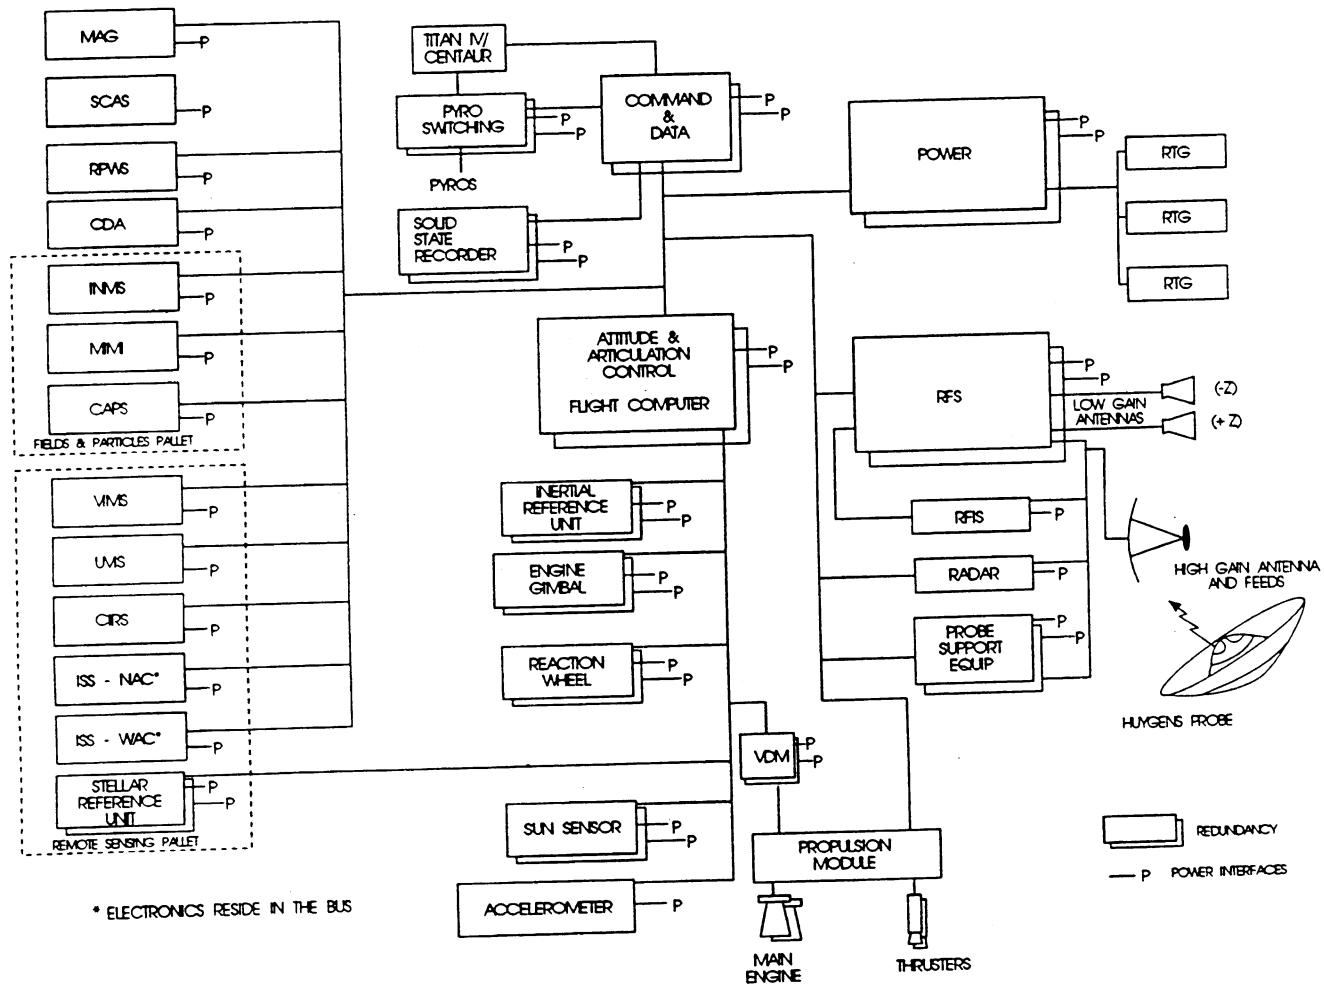 MAG
P
SCAS
P
RPWS
P
CDA
P
INMS
P
MIMI
P
CAPS
P
FIELDS & PARTICLES PALLET
VIMS
P
UVIS
P
CIRS
P
ISS - NAC*
P
ISS - WAC*
P
STELLAR
REFERENCE
UNIT
P
P
REMOTE SENSING PALLET
* ELECTRONICS RESIDE IN THE BUS
TITAN IV/
CENTAUR
PYRO
SWITCHING
P
P
PYROS
COMMAND
&
DATA
P
P
SOLID
STATE
RECORDER
P
P
ATTITUDE &
ARTICULATION
CONTROL
FLIGHT COMPUTER
P
P
INERTIAL
REFERENCE
UNIT
P
P
ENGINE
GIMBAL
P
P
REACTION
WHEEL
P
P
VDM
P
P
SUN SENSOR
P
P
ACCELEROMETER
P
PROPULSION
MODULE
MAIN
ENGINE
THRUSTERS
POWER
P
P
RTG
RTG
RTG
RFS
P
P
LOW GAIN
ANTENNAS
(-Z)
(+Z)
RFIS
P
RADAR
P
PROBE
SUPPORT
EQUIP
P
P
HIGH GAIN ANTENNA
AND FEEDS
HUYGENS PROBE
REDUNDANCY
P POWER INTERFACES